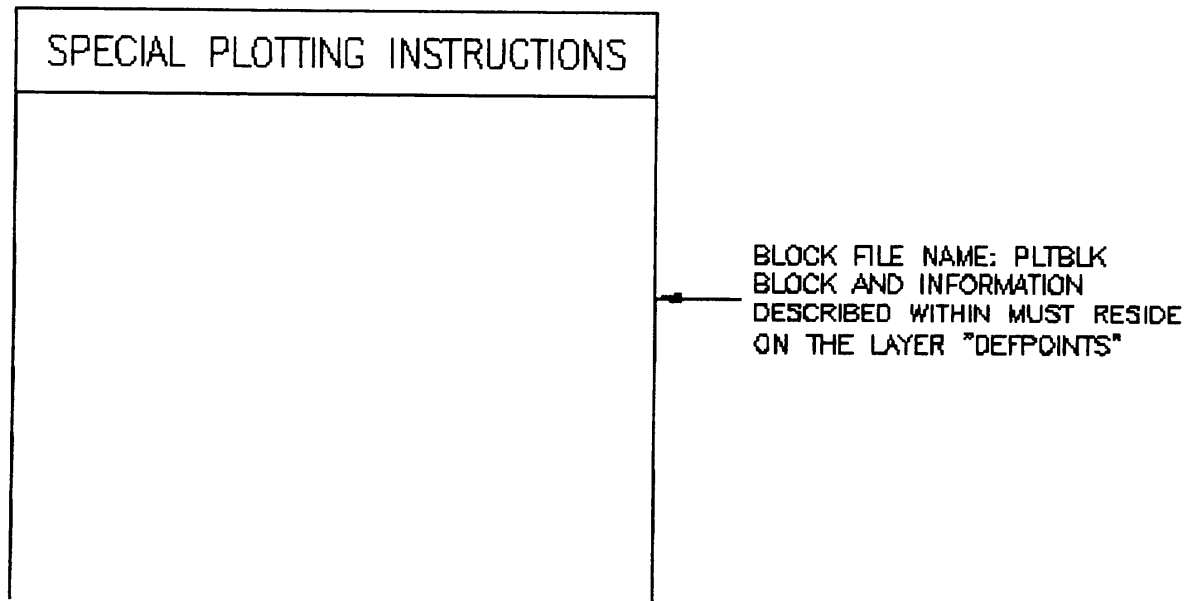 SPECIAL PLOTTING INSTRUCTIONS
BLOCK FILE NAME: PLTBLK
BLOCK AND INFORMATION
DESCRIBED WITHIN MUST RESIDE
ON THE LAYER "DEFPOINTS"